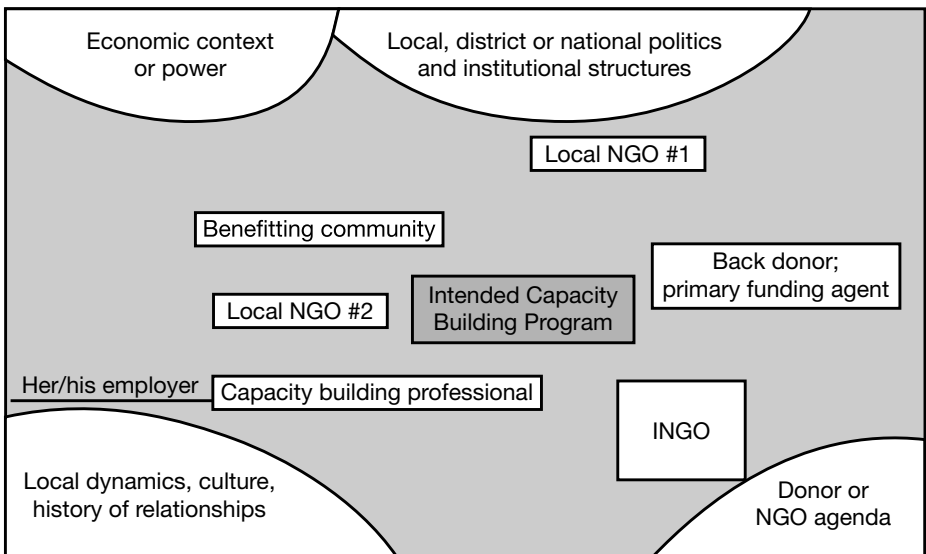 Economic context
or power
Local, district or national politics
and institutional structures
Local NGO #1
Benefitting community
Back donor;
primary funding agent
Intended Capacity
Building Program
Local NGO #2
Her/his employer
Capacity building professional
INGO
Local dynamics, culture,
history of relationships
Donor or
NGO agenda